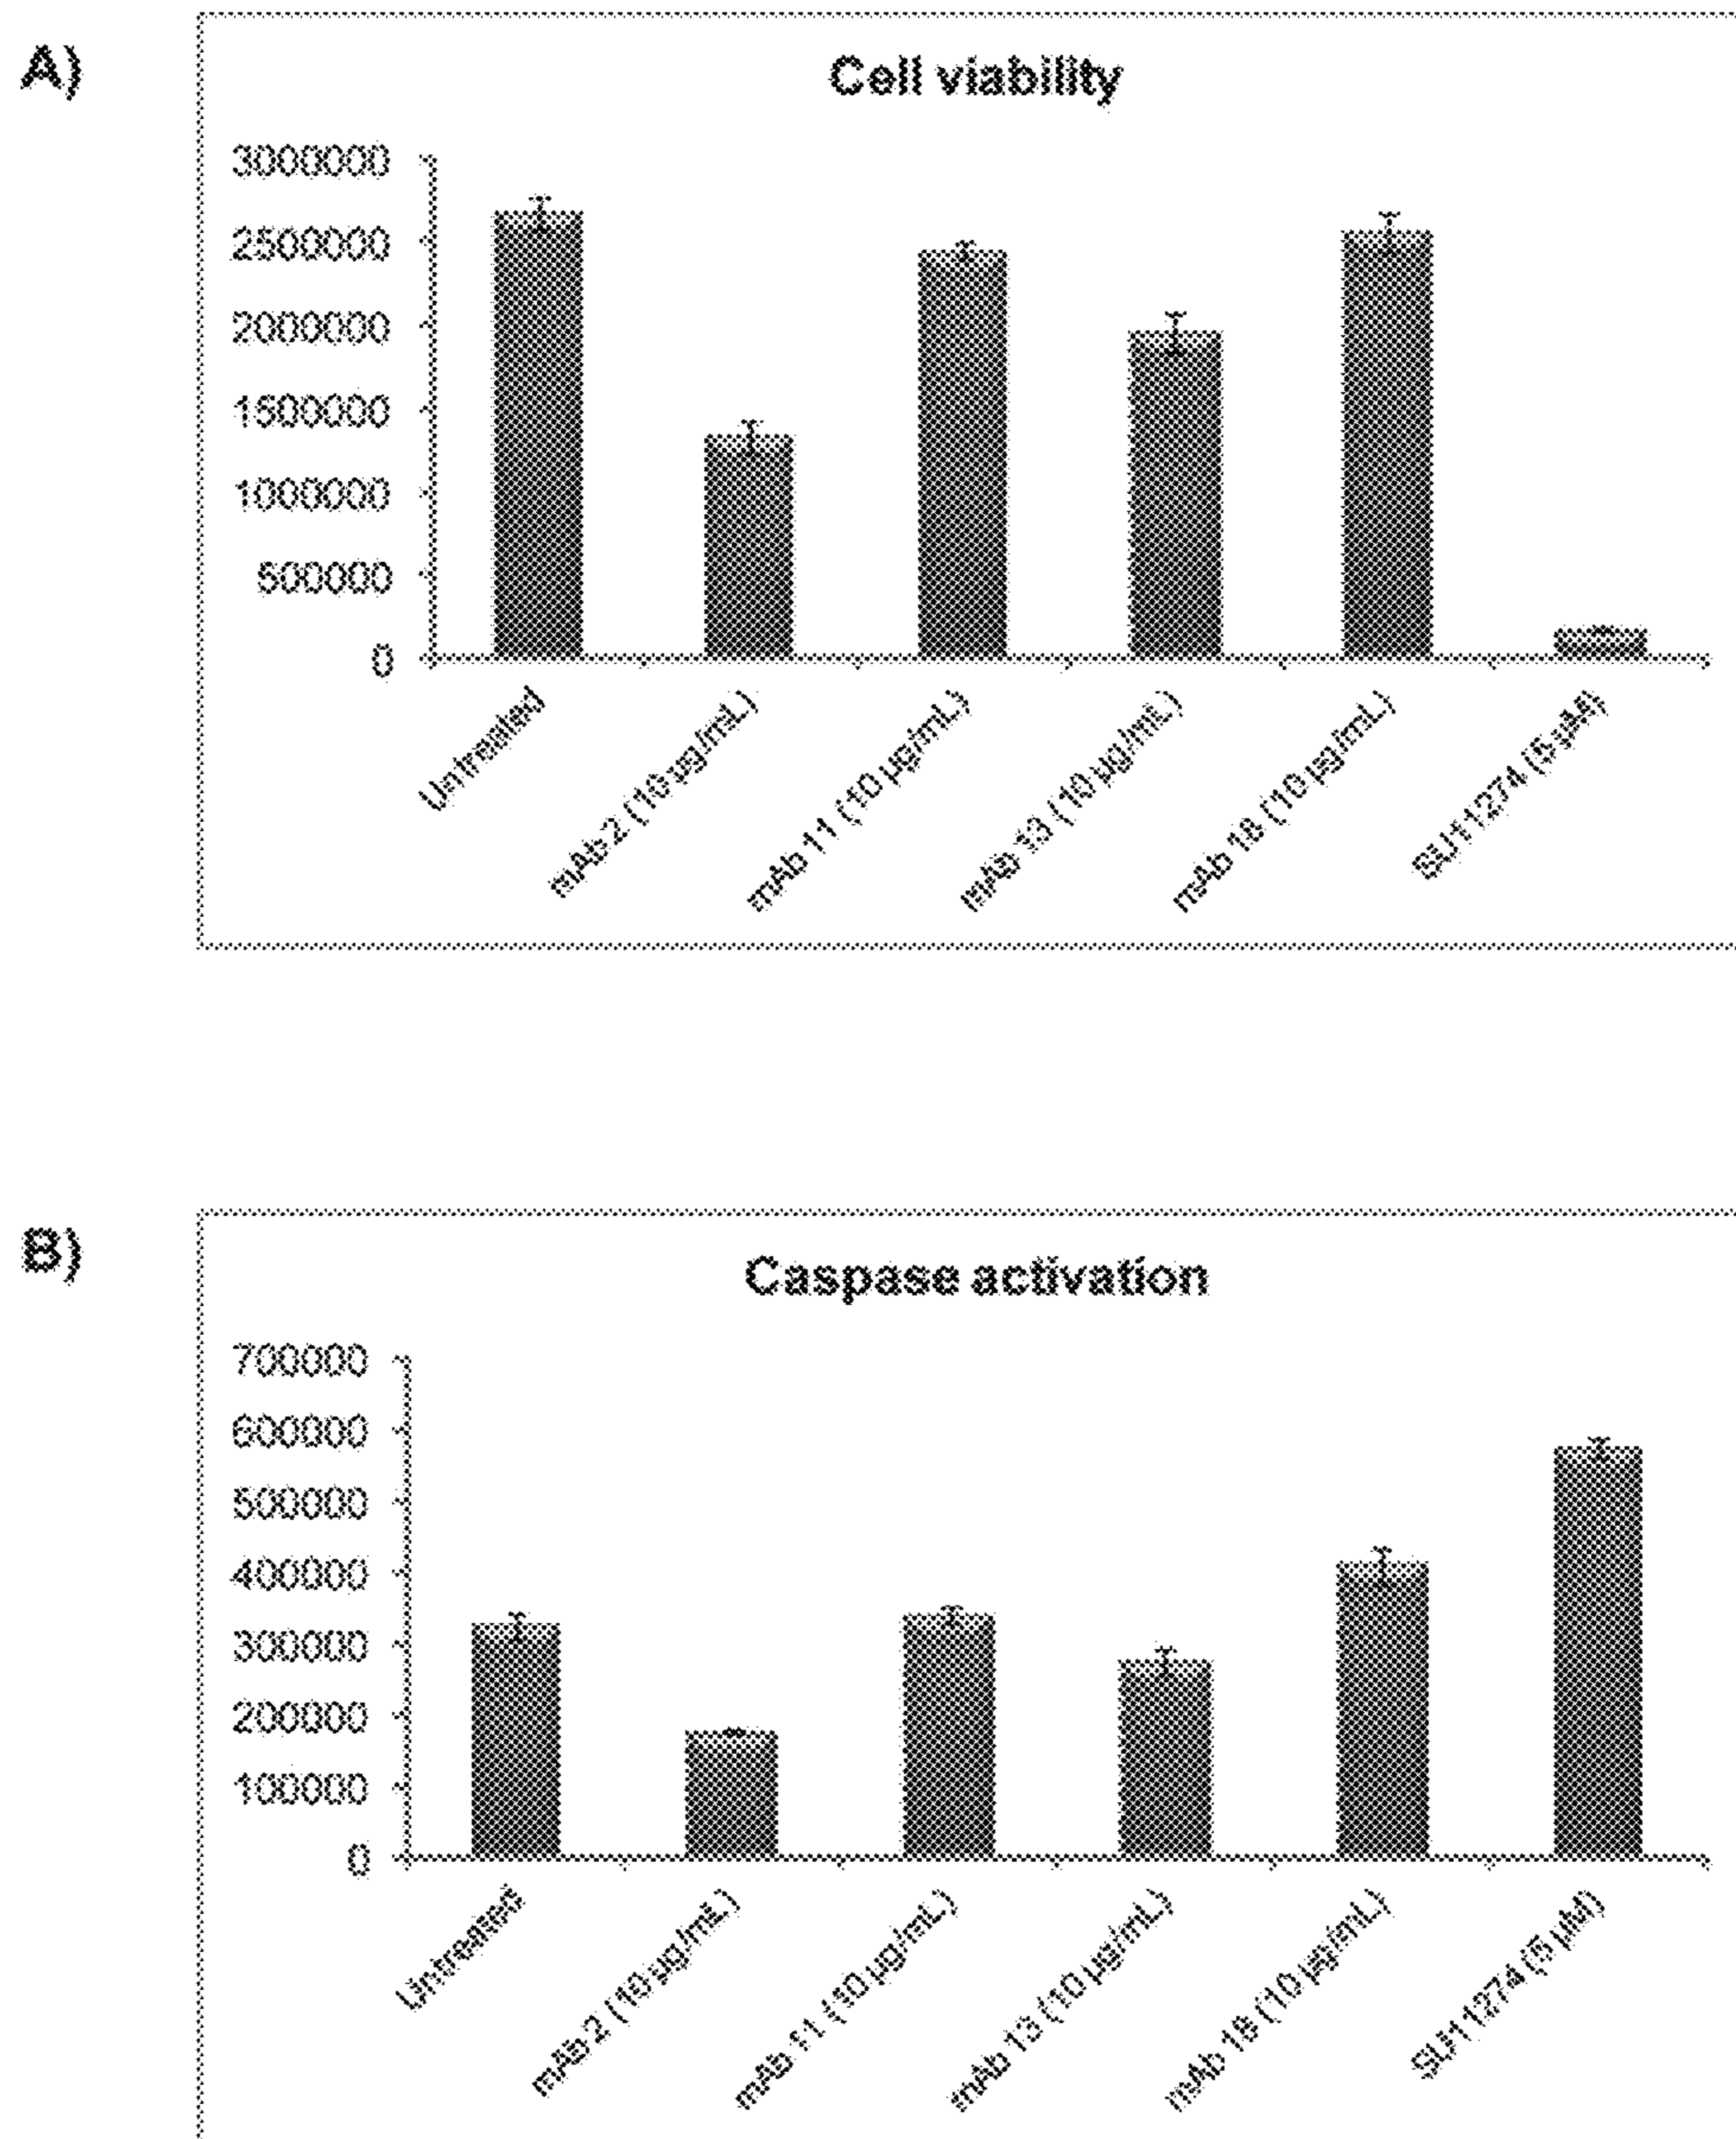 A)
Cell viability
3000000
2500000
2000000
1500000
1000000
500000
0
Untreated
mAb 2 (10 µg/mL)
mAb 11 (10 µg/mL)
mAb 13 (10 µg/mL)
mAb 18 (10 µg/mL)
SU11274 (5 µM)
B)
Caspase activation
700000
600000
500000
400000
300000
200000
100000
0
Untreated
mAb 2 (10 µg/mL)
mAb 11 (10 µg/mL)
mAb 13 (10 µg/mL)
mAb 18 (10 µg/mL)
SU11274 (5 µM)